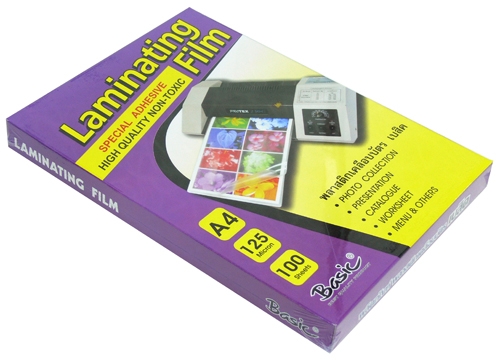 Laminating
Film
SPECIAL ADHESIVE
HIGH QUALITY NON-TOXIC
พลาสติกเคลือบบัตร เบสิค
• PHOTO COLLECTION
• PRESENTATION
• CATALOGUE
• WORKSHEET
• MENU & OTHERS
A4
125
Micron
100
Sheets
Basic
LAMINATING FILM